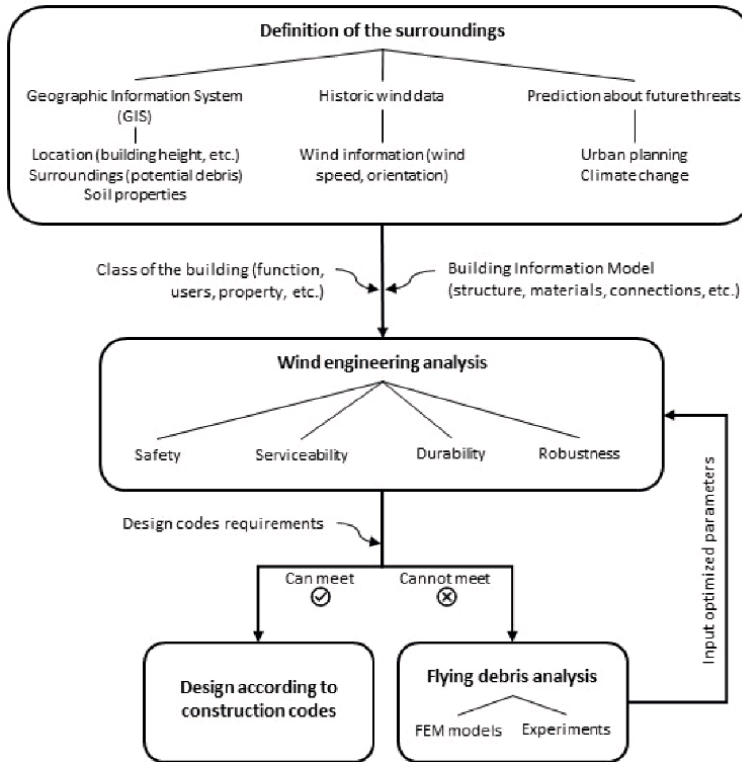 Definition of the surroundings
Geographic Information System
(GIS)
Historic wind data
Prediction about future threats
Location (building height, etc.)
Surroundings (potential debris)
Soil properties
Wind information (wind
speed, orientation)
Urban planning
Climate change
Class of the building (function,
users, property, etc.)
Building Information Model
(structure, materials, connections, etc.)
Wind engineering analysis
Safety
Serviceability
Durability
Robustness
Input optimized parameters
Design codes requirements
Can meet
Cannot meet
Design according to
construction codes
Flying debris analysis
FEM models
Experiments